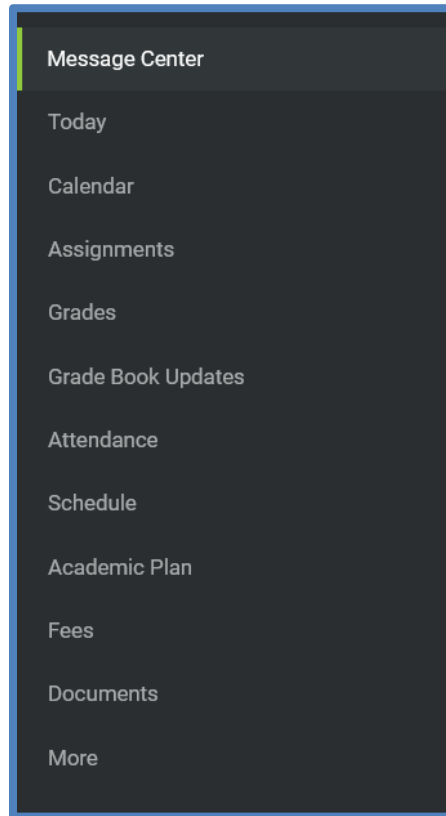 Message Center
Today
Calendar
Assignments
Grades
Grade Book Updates
Attendance
Schedule
Academic Plan
Fees
Documents
More